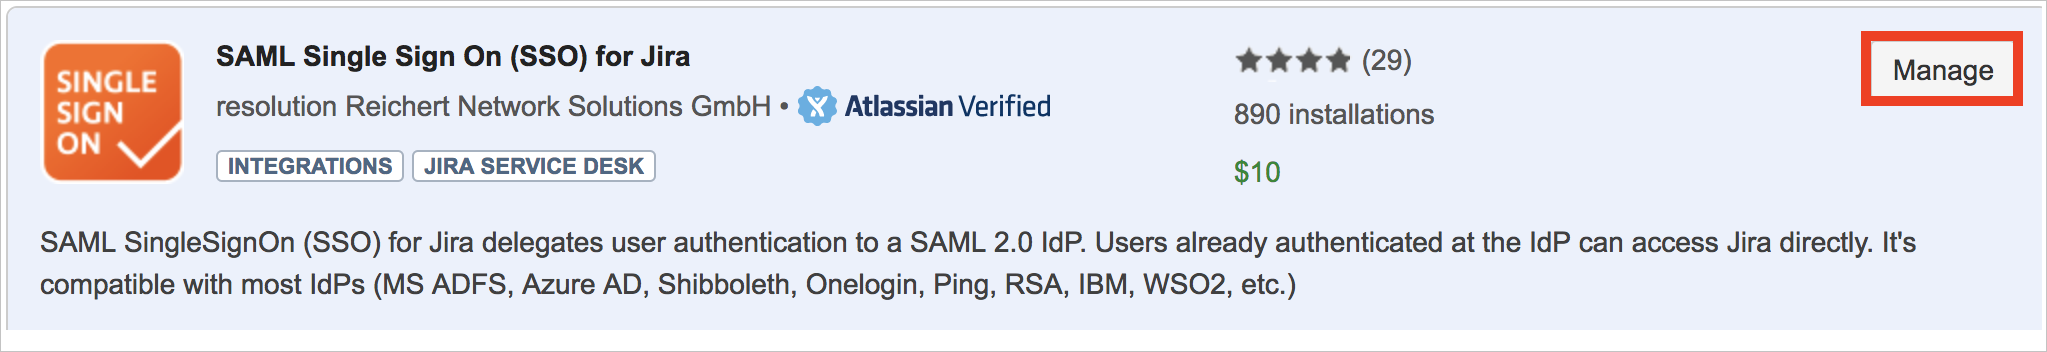 SINGLE
SIGN
ON
SAML Single Sign On (SSO) for Jira
resolution Reichert Network Solutions GmbH • Atlassian Verified
INTEGRATIONS JIRA SERVICE DESK
(29)
890 installations
$10
Manage
SAML SingleSignOn (SSO) for Jira delegates user authentication to a SAML 2.0 IdP. Users already authenticated at the IdP can access Jira directly. It's
compatible with most IdPs (MS ADFS, Azure AD, Shibboleth, Onelogin, Ping, RSA, IBM, WSO2, etc.)